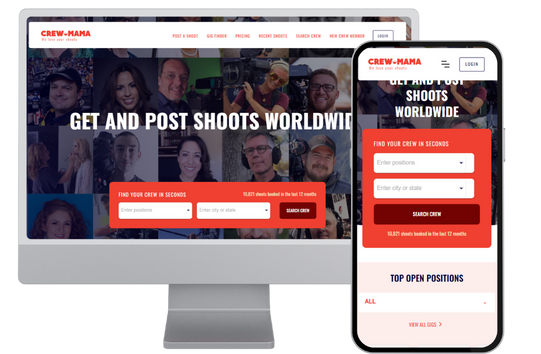 CREW-MAMA
We love your shoots
POST A SHOOT GIG FINDER PRICING RECENT SHOOTS SEARCH CREW NEW CREW MEMBER LOGIN
GET AND POST SHOOTS WORLDWID
FIND YOUR CREW IN SECONDS 10,821 shoots booked in the last 12 months
Enter positions Enter city or state SEARCH CREW
CREW-MAMA
We love your shoots
LOGIN
GET AND POST
SHOOTS
WORLDWIDE
FIND YOUR CREW IN SECONDS
Enter positions
Enter city or state
SEARCH CREW
10,821 shoots booked in the last 12 months
TOP OPEN POSITIONS
ALL
VIEW ALL GIGS